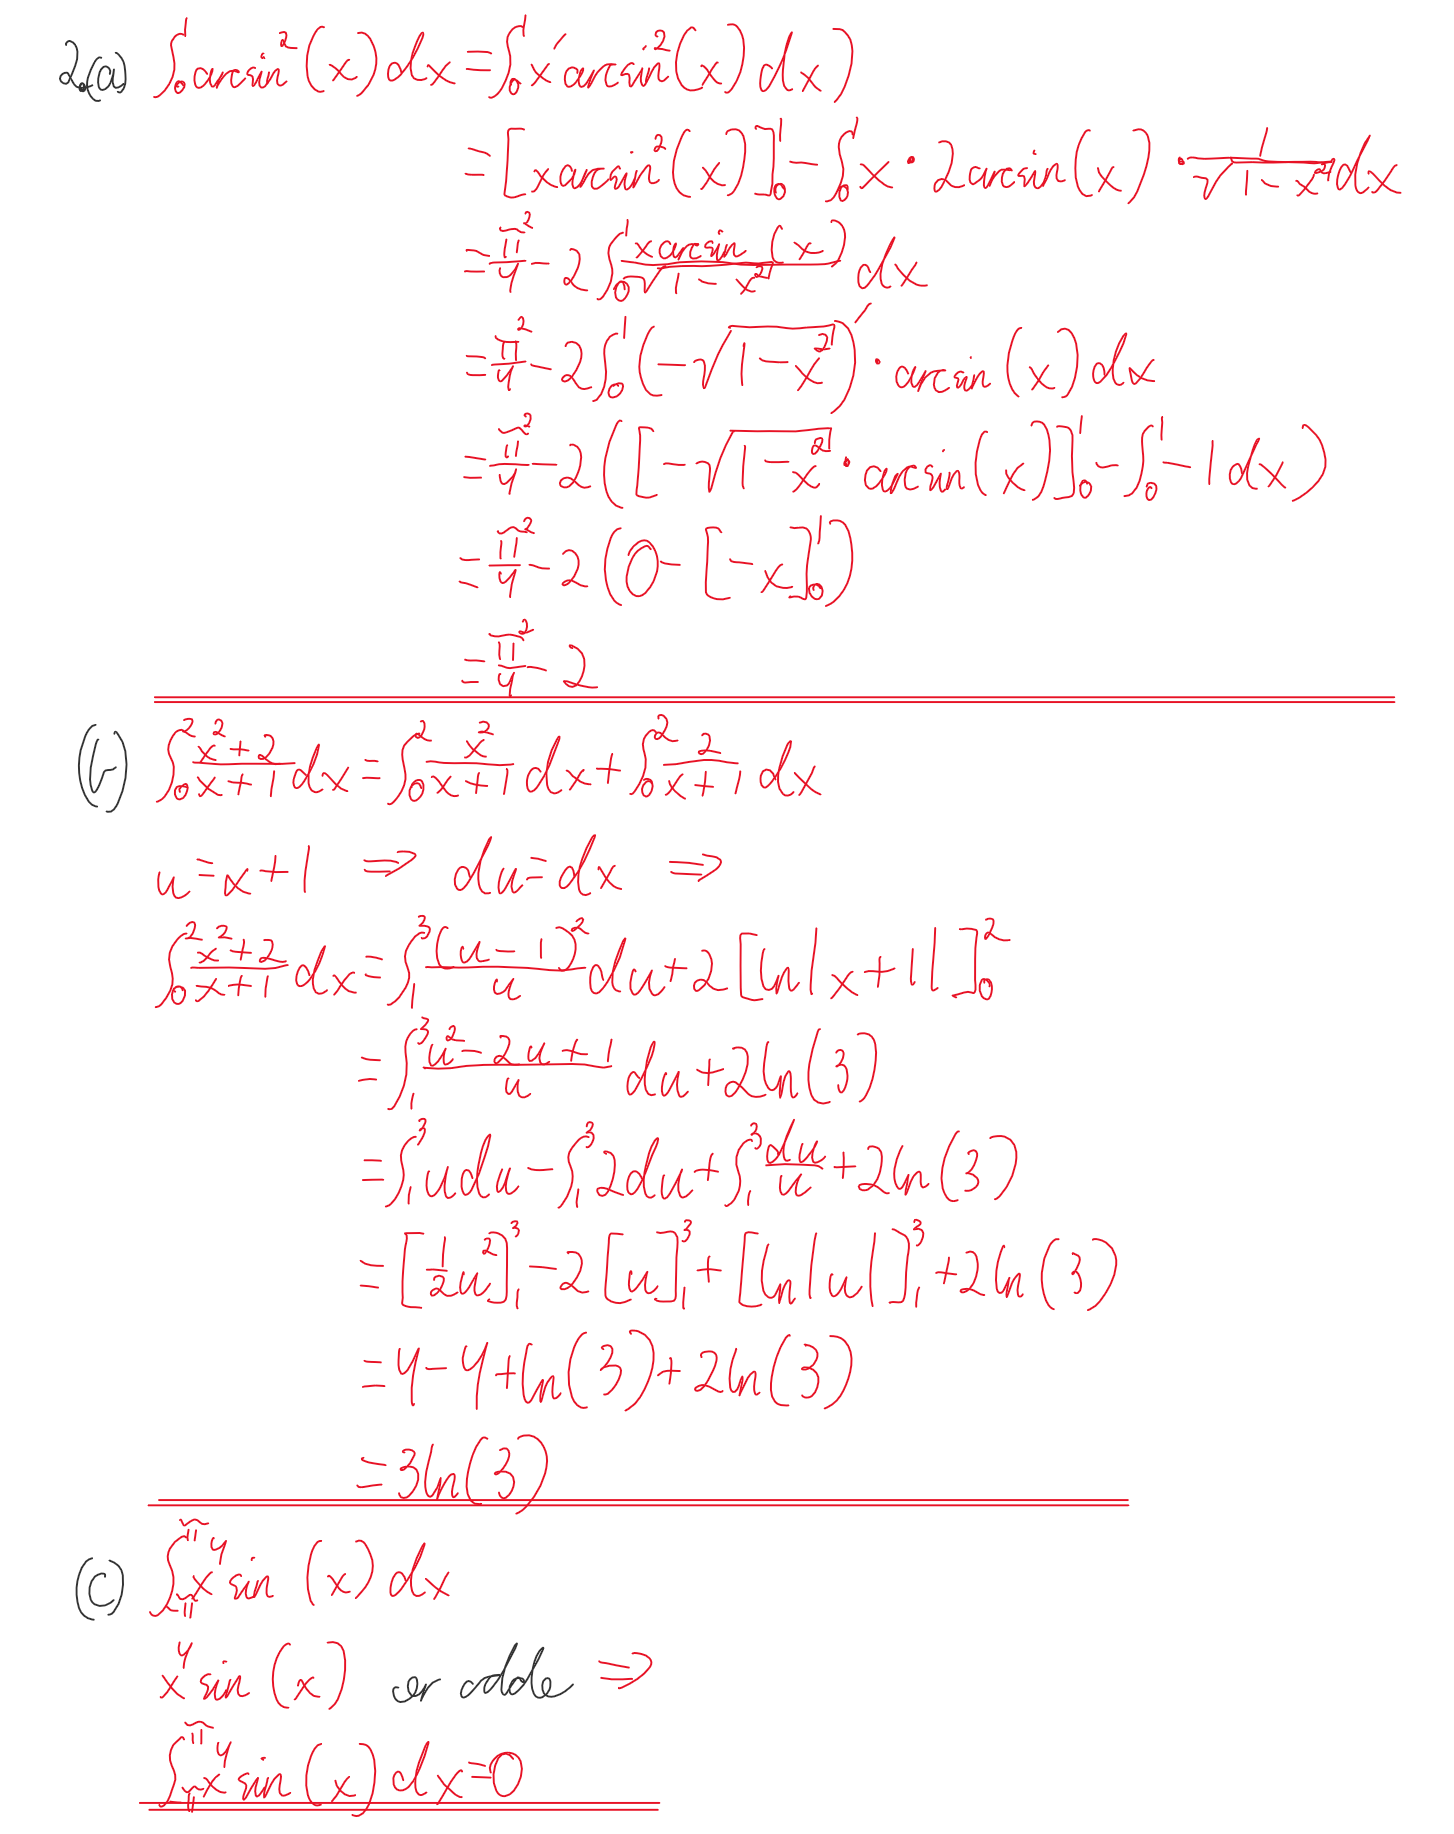 2.(a) ∫₀¹ arcsin²(x) dx = ∫₀¹ x′ arcsin²(x) dx)
= [x arcsin²(x)]₀¹ − ∫₀¹ x · 2 arcsin(x) · 1/√(1−x²) dx
= π²/4 − 2 ∫₀¹ x arcsin(x)/√(1−x²) dx
= π²/4 − 2 ∫₀¹ (−√(1−x²))′ · arcsin(x) dx
= π²/4 − 2 ([−√(1−x²) · arcsin(x)]₀¹ − ∫₀¹ −1 dx)
= π²/4 − 2 (0 − [−x]₀¹)
= π²/4 − 2
(b) ∫₀² (x²+2)/(x+1) dx = ∫₀² x²/(x+1) dx + ∫₀² 2/(x+1) dx
u = x+1 ⇒ du = dx ⇒
∫₀² (x²+2)/(x+1) dx = ∫₁³ (u−1)²/u du + 2 [ln|x+1|]₀²
= ∫₁³ (u²−2u+1)/u du + 2ln(3)
= ∫₁³ u du − ∫₁³ 2 du + ∫₁³ du/u + 2ln(3)
= [1/2 u²]₁³ − 2 [u]₁³ + [ln|u|]₁³ + 2ln(3)
= 4 − 4 + ln(3) + 2ln(3)
= 3ln(3)
(c) ∫₋π^π x⁴ sin(x) dx
x⁴ sin(x) er odde ⇒
∫₋π^π x⁴ sin(x) dx = 0